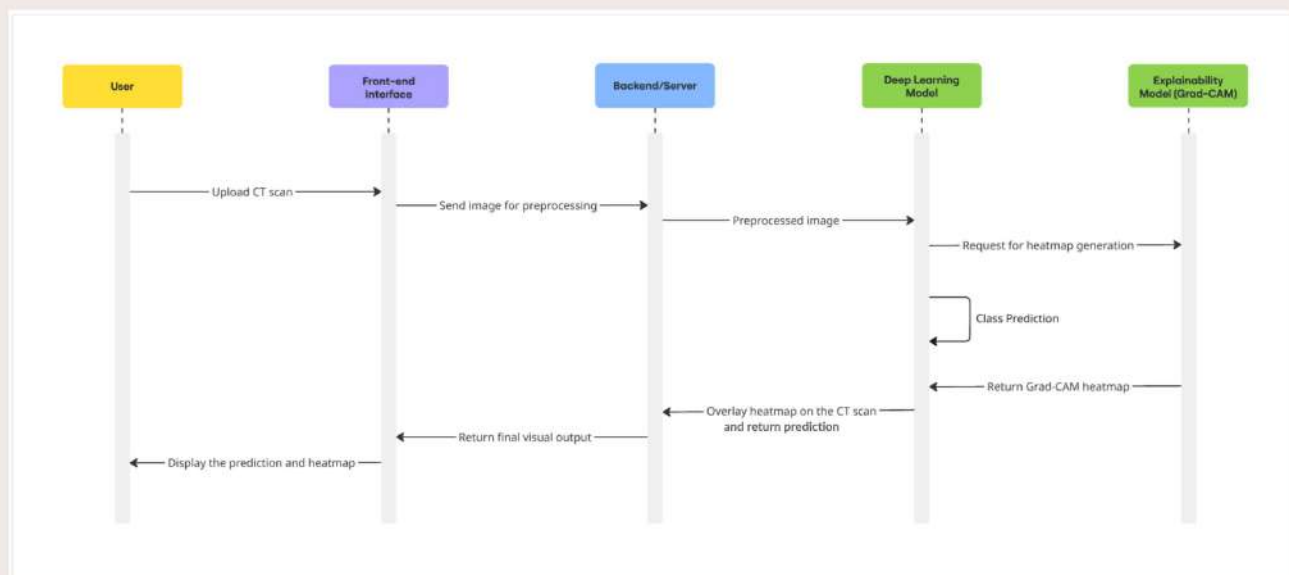 User
Front-end
Interface
Backend/Server
Deep Learning
Model
Explainability
Model (Grad-CAM)
Upload CT scan
Send image for preprocessing
Preprocessed image
Request for heatmap generation
Class Prediction
Return Grad-CAM heatmap
Overlay heatmap on the CT scan
and return prediction
Return final visual output
Display the prediction and heatmap